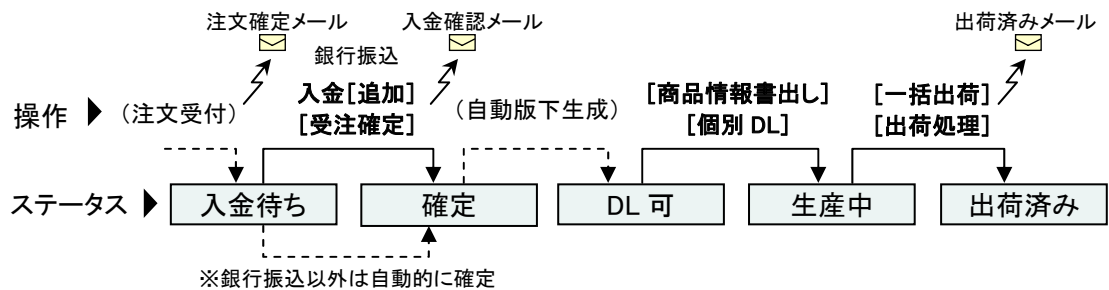 注文確定メール
入金確認メール
出荷済みメール
銀行振込
操作
（注文受付）
入金［追加］
［受注確定］
（自動版下生成）
［商品情報書出し］
［個別 DL］
［一括出荷］
［出荷処理］
ステータス
入金待ち
確定
DL 可
生産中
出荷済み
※銀行振込以外は自動的に確定